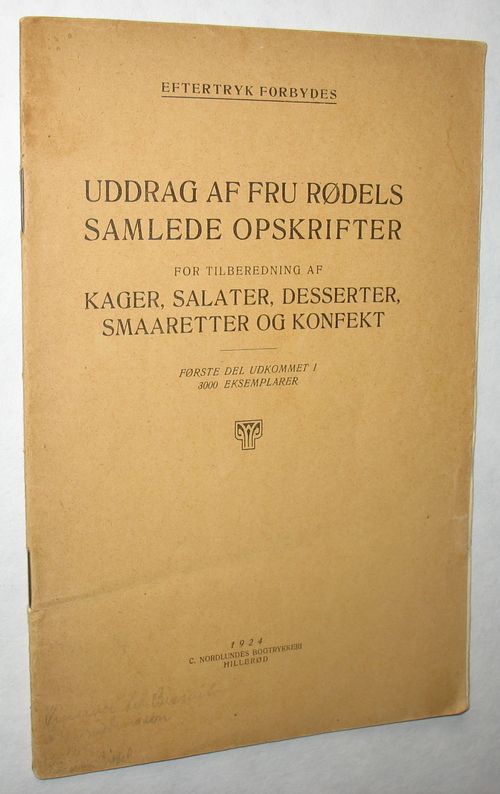 EFTERTRYK FORBYDES
UDDRAG AF FRU RØDELS
SAMLEDE OPSKRIFTER
FOR TILBEREDNING AF
KAGER, SALATER, DESSERTER,
SMAARETTER OG KONFEKT
FØRSTE DEL UDKOMMET I
3000 EKSEMPLARER
1924
C. NORDLUNDES BOGTRYKKERI
HILLERØD